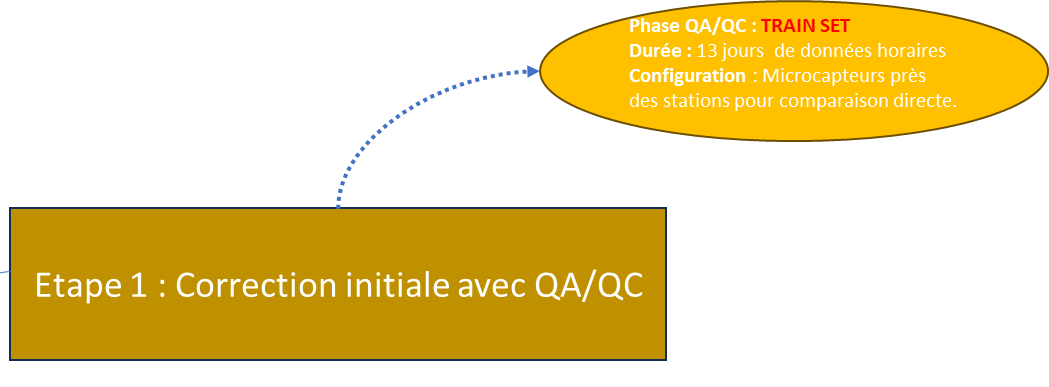 Phase QA/QC : TRAIN SET
Durée : 13 jours  de données horaires
Configuration : Microcapteurs près
des stations pour comparaison directe.
Etape 1 : Correction initiale avec QA/QC